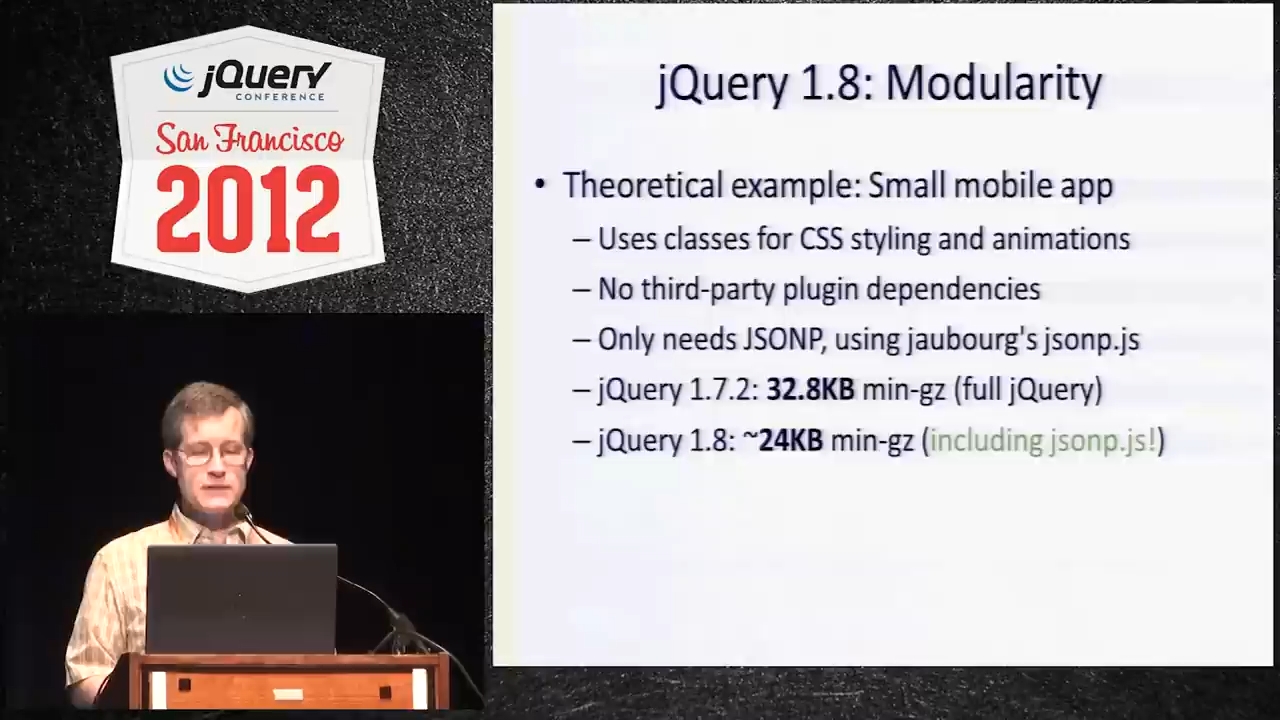 jQuery
CONFERENCE
San Francisco
2012
jQuery 1.8: Modularity
• Theoretical example: Small mobile app
– Uses classes for CSS styling and animations
– No third-party plugin dependencies
– Only needs JSONP, using jaubourg's jsonp.js
– jQuery 1.7.2: 32.8KB min-gz (full jQuery)
– jQuery 1.8: ~24KB min-gz (including jsonp.js!)